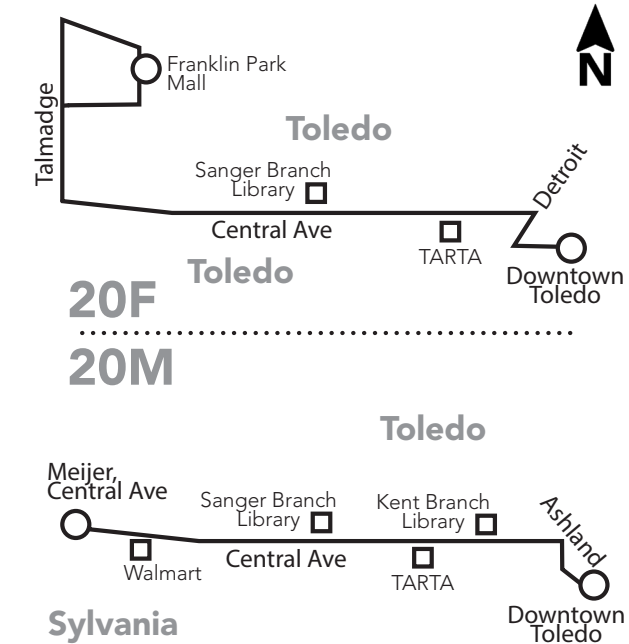 N
Franklin Park
Mall
Talmadge
Toledo
Detroit
Sanger Branch
Library
Central Ave
TARTA
Toledo
Downtown
Toledo
20F
20M
Toledo
Meijer,
Central Ave
Sanger Branch
Library
Kent Branch
Library
Ashland
Walmart
Central Ave
TARTA
Sylvania
Downtown
Toledo